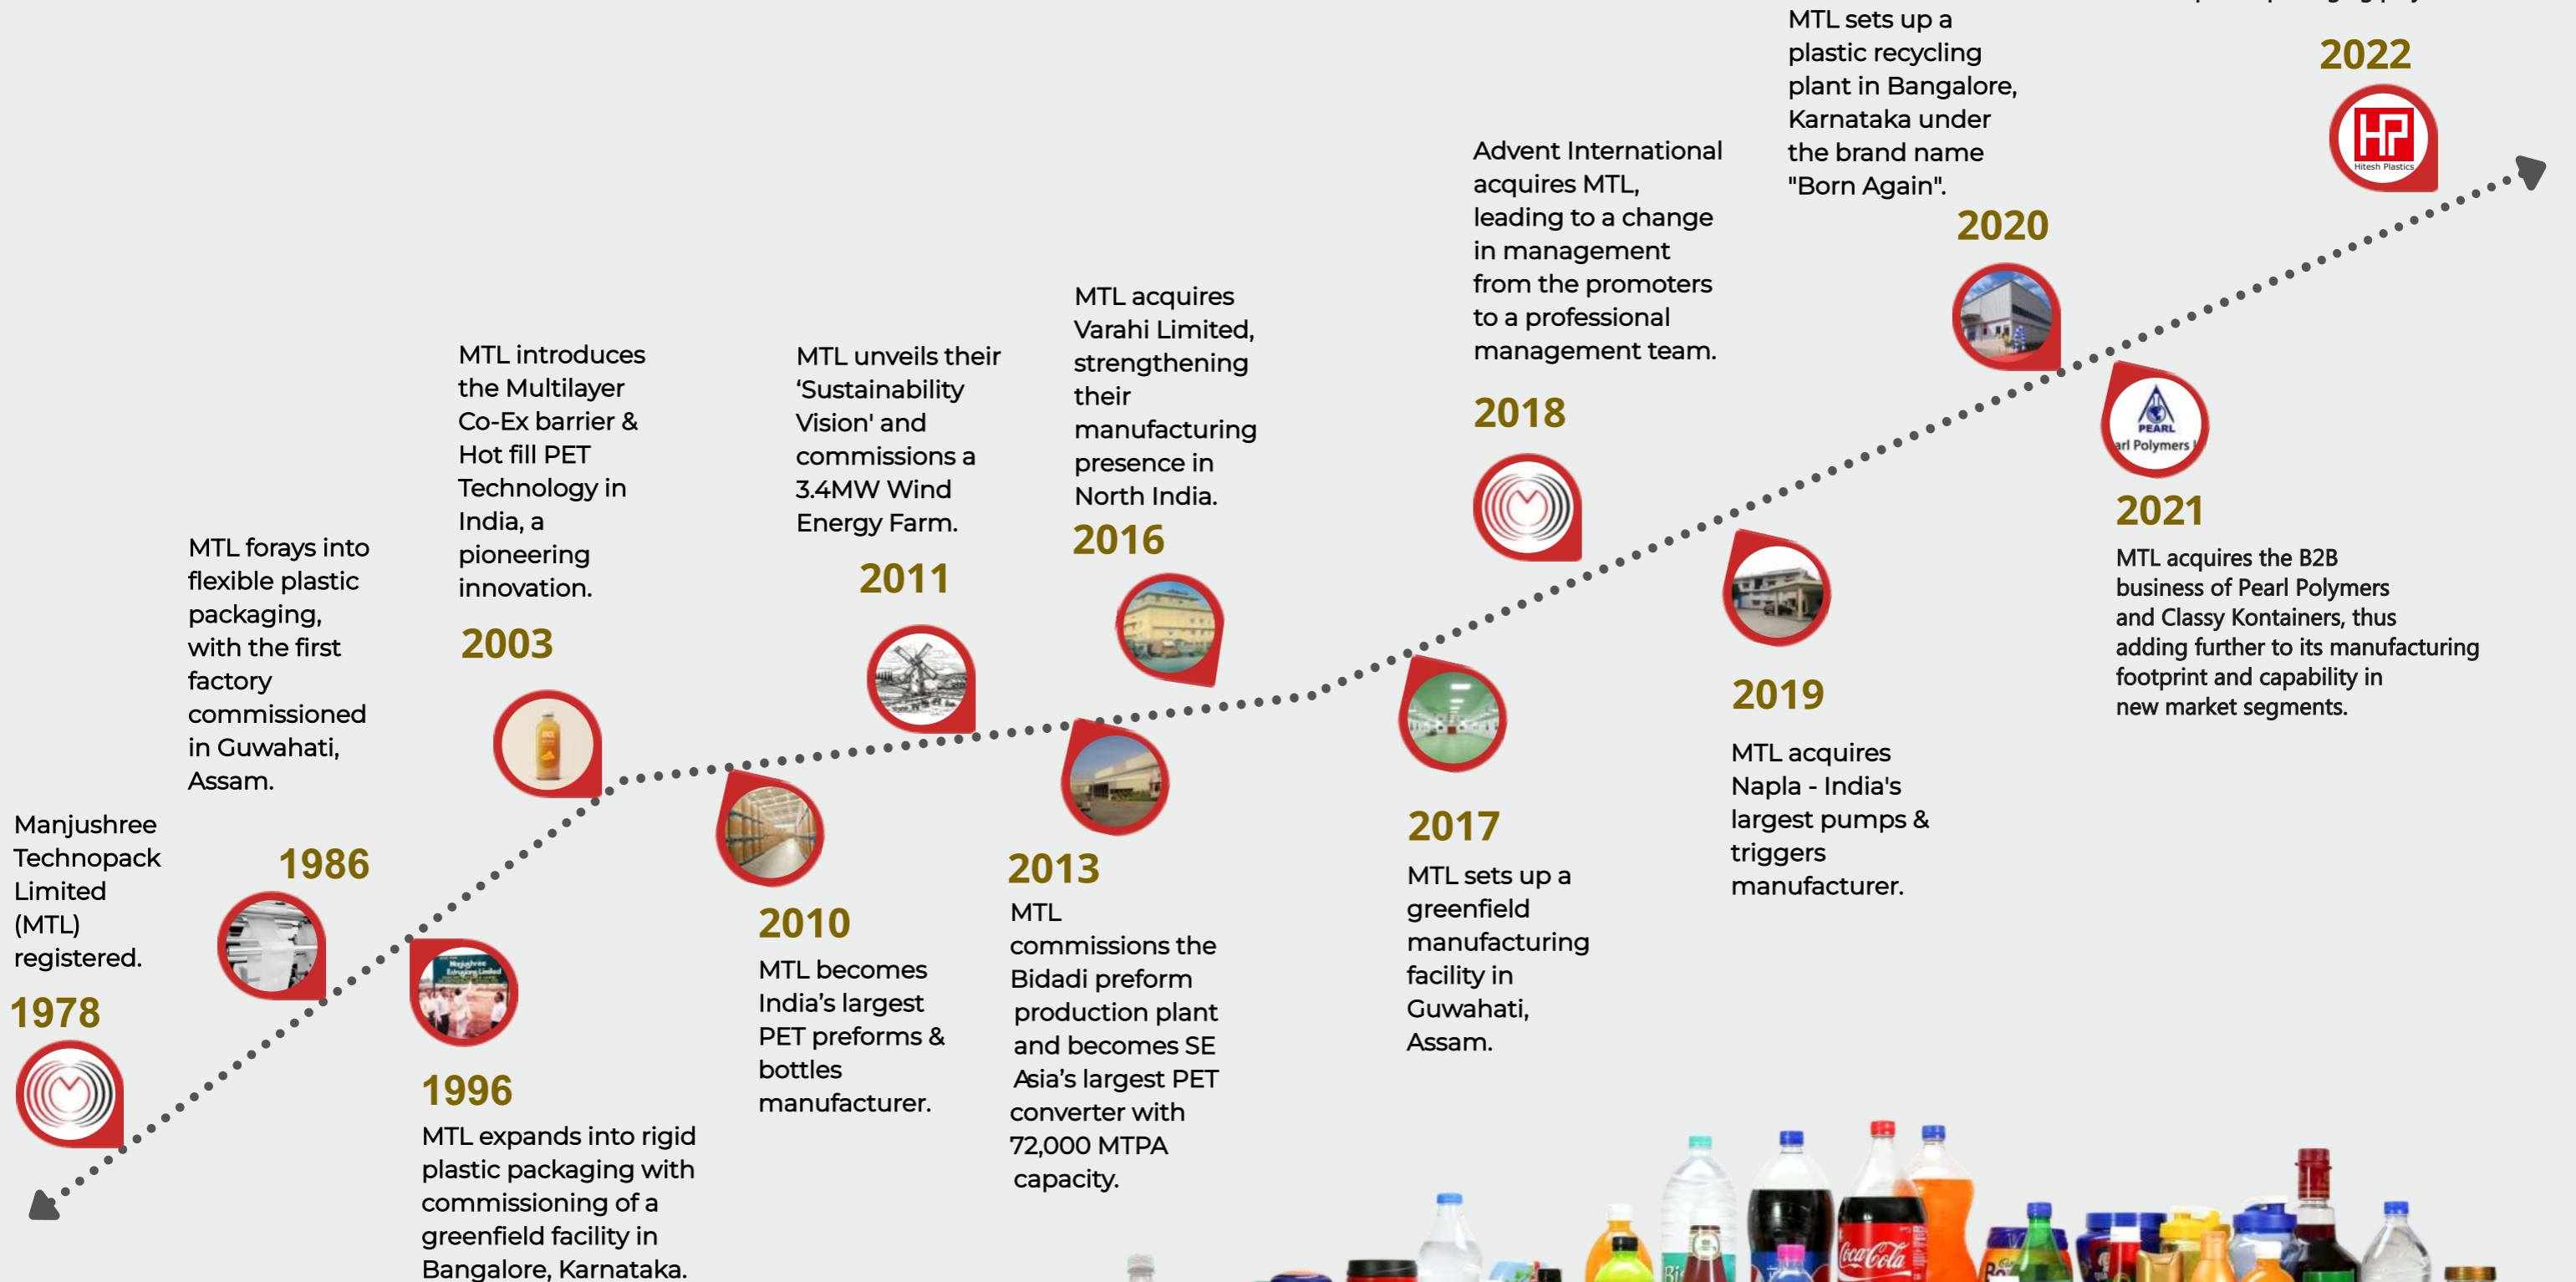 Manjushree
Technopack
Limited
(MTL)
registered.
1978
MTL forays into
flexible plastic
packaging,
with the first
factory
commissioned
in Guwahati,
Assam.
1986
Manjushree
Extrusions Limited
1996
MTL expands into rigid
plastic packaging with
commissioning of a
greenfield facility in
Bangalore, Karnataka.
MTL introduces
the Multilayer
Co-Ex barrier &
Hot fill PET
Technology in
India, a
pioneering
innovation.
2003
2010
MTL becomes
India’s largest
PET preforms &
bottles
manufacturer.
MTL unveils their
‘Sustainability
Vision' and
commissions a
3.4MW Wind
Energy Farm.
2011
2013
MTL
commissions the
Bidadi preform
production plant
and becomes SE
Asia’s largest PET
converter with
72,000 MTPA
capacity.
MTL acquires
Varahi Limited,
strengthening
their
manufacturing
presence in
North India.
2016
2017
MTL sets up a
greenfield
manufacturing
facility in
Guwahati,
Assam.
Advent International
acquires MTL,
leading to a change
in management
from the promoters
to a professional
management team.
2018
2019
MTL acquires
Napla - India's
largest pumps &
triggers
manufacturer.
MTL sets up a
plastic recycling
plant in Bangalore,
Karnataka under
the brand name
"Born Again".
2020
PEARL
arl Polymers
2021
MTL acquires the B2B
business of Pearl Polymers
and Classy Kontainers, thus
adding further to its manufacturing
footprint and capability in
new market segments.
2022
HP
Hitesh Plastics
Coca-Cola